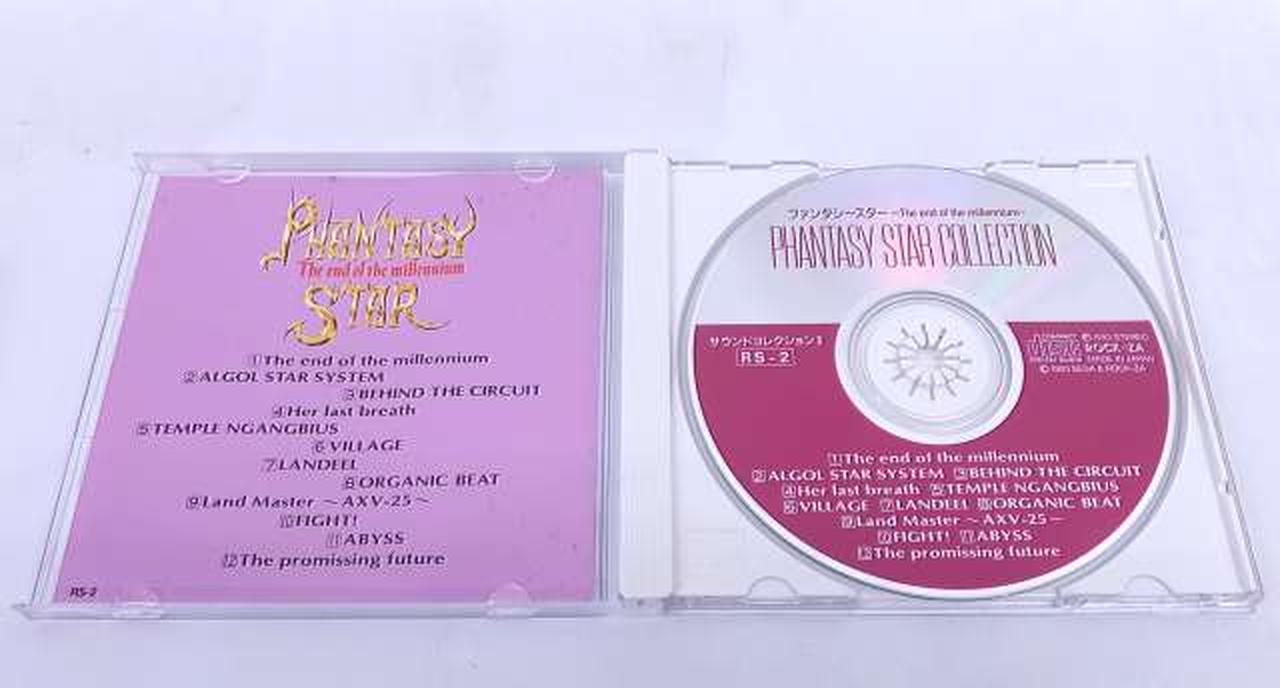 PHANTASY
The end of the millennium
STAR
①The end of the millennium
②ALGOL STAR SYSTEM
③BEHIND THE CIRCUIT
④Her last breath
⑤TEMPLE NGANGBIUS
⑥VILLAGE
⑦LANDEEL
⑧ORGANIC BEAT
⑨Land Master ～AXV-25～
⑩FIGHT!
⑪ABYSS
⑫The promissing future
RS-2
ファンタシースター -The end of the millennium-
PHANTASY STAR COLLECTION
サウンドコレクション
RS-2
STEREO
MADE IN JAPAN
SEGA &
1The end of the millennium
2ALGOL STAR SYSTEM 3BEHIND THE CIRCUIT
4Her last breath 5TEMPLE NGANGBIUS
6VILLAGE 7LANDEEL 8ORGANIC BEAT
9Land Master ～AXV-25～
10FIGHT! 11ABYSS
12The promissing future